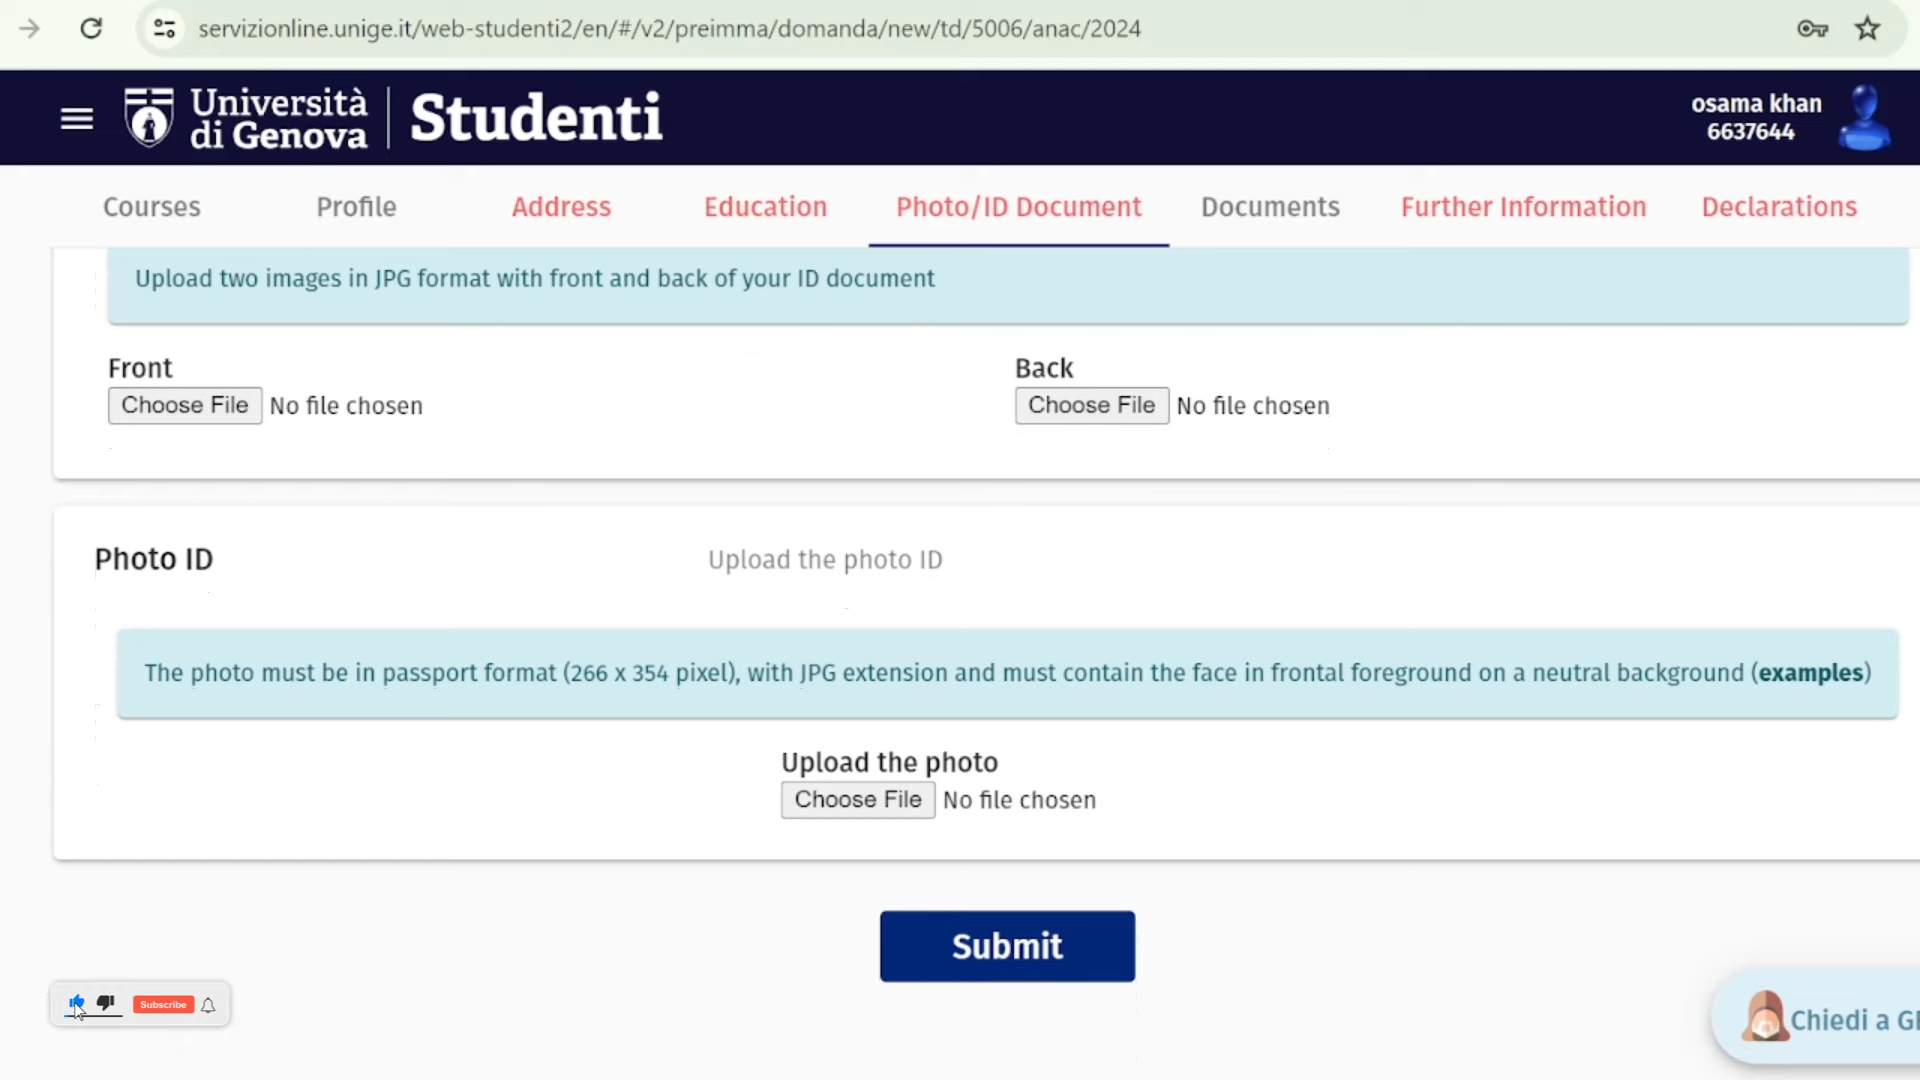 servizionline.unige.it/web-studenti2/en/#/v2/preimma/domanda/new/td/5006/anac/2024
Università
di Genova
Studenti
osama khan
6637644
Courses Profile Address Education Photo/ID Document Documents Further Information Declarations
Upload two images in JPG format with front and back of your ID document
Front Back
Choose File No file chosen Choose File No file chosen
Photo ID Upload the photo ID
The photo must be in passport format (266 x 354 pixel), with JPG extension and must contain the face in frontal foreground on a neutral background (examples)
Upload the photo
Choose File No file chosen
Submit
Subscribe
Chiedi a